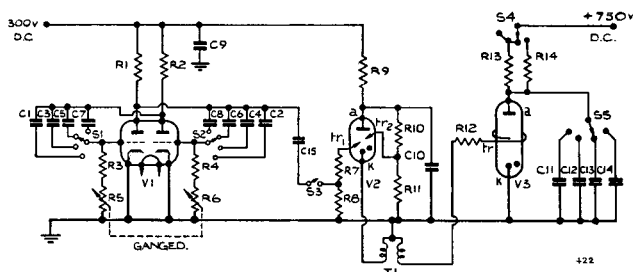 300V
D.C.
R1
R2
C9
R9
S4
+750V
D.C.
R13
R14
C1
C3
C5
C7
S1
S2
C8
C6
C4
C2
a
tr1
tr2
R10
C10
R12
a
S5
C15
R3
R4
R7
K
V2
tr
K
V3
C11
C12
C13
C14
V1
S3
R8
R11
R5
R6
GANGED.
T1
422